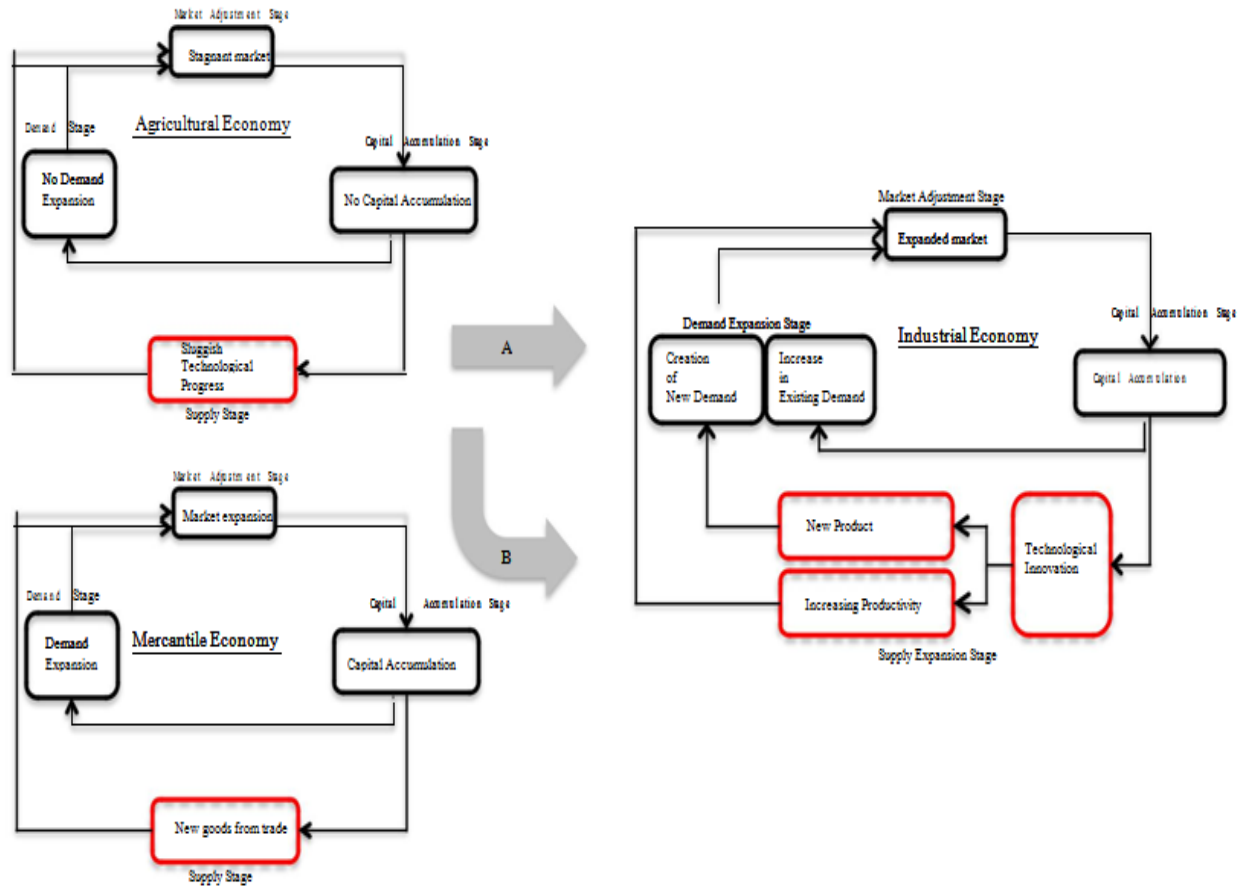 Market Adjustment Stage
Stagnant market
Demand Stage
Agricultural Economy
Capital Accumulation Stage
No Demand
Expansion
No Capital Accumulation
Sluggish
Technological
Progress
Supply Stage
Market Adjustment Stage
Market expansion
Demand Stage
Capital Accumulation Stage
Demand
Expansion
Mercantile Economy
Capital Accumulation
New goods from trade
Supply Stage
A
B
Market Adjustment Stage
Expanded market
Demand Expansion Stage
Industrial Economy
Capital Accumulation Stage
Creation
of
New Demand
Increase
in
Existing Demand
Capital Accumulation
New Product
Technological
Innovation
Increasing Productivity
Supply Expansion Stage